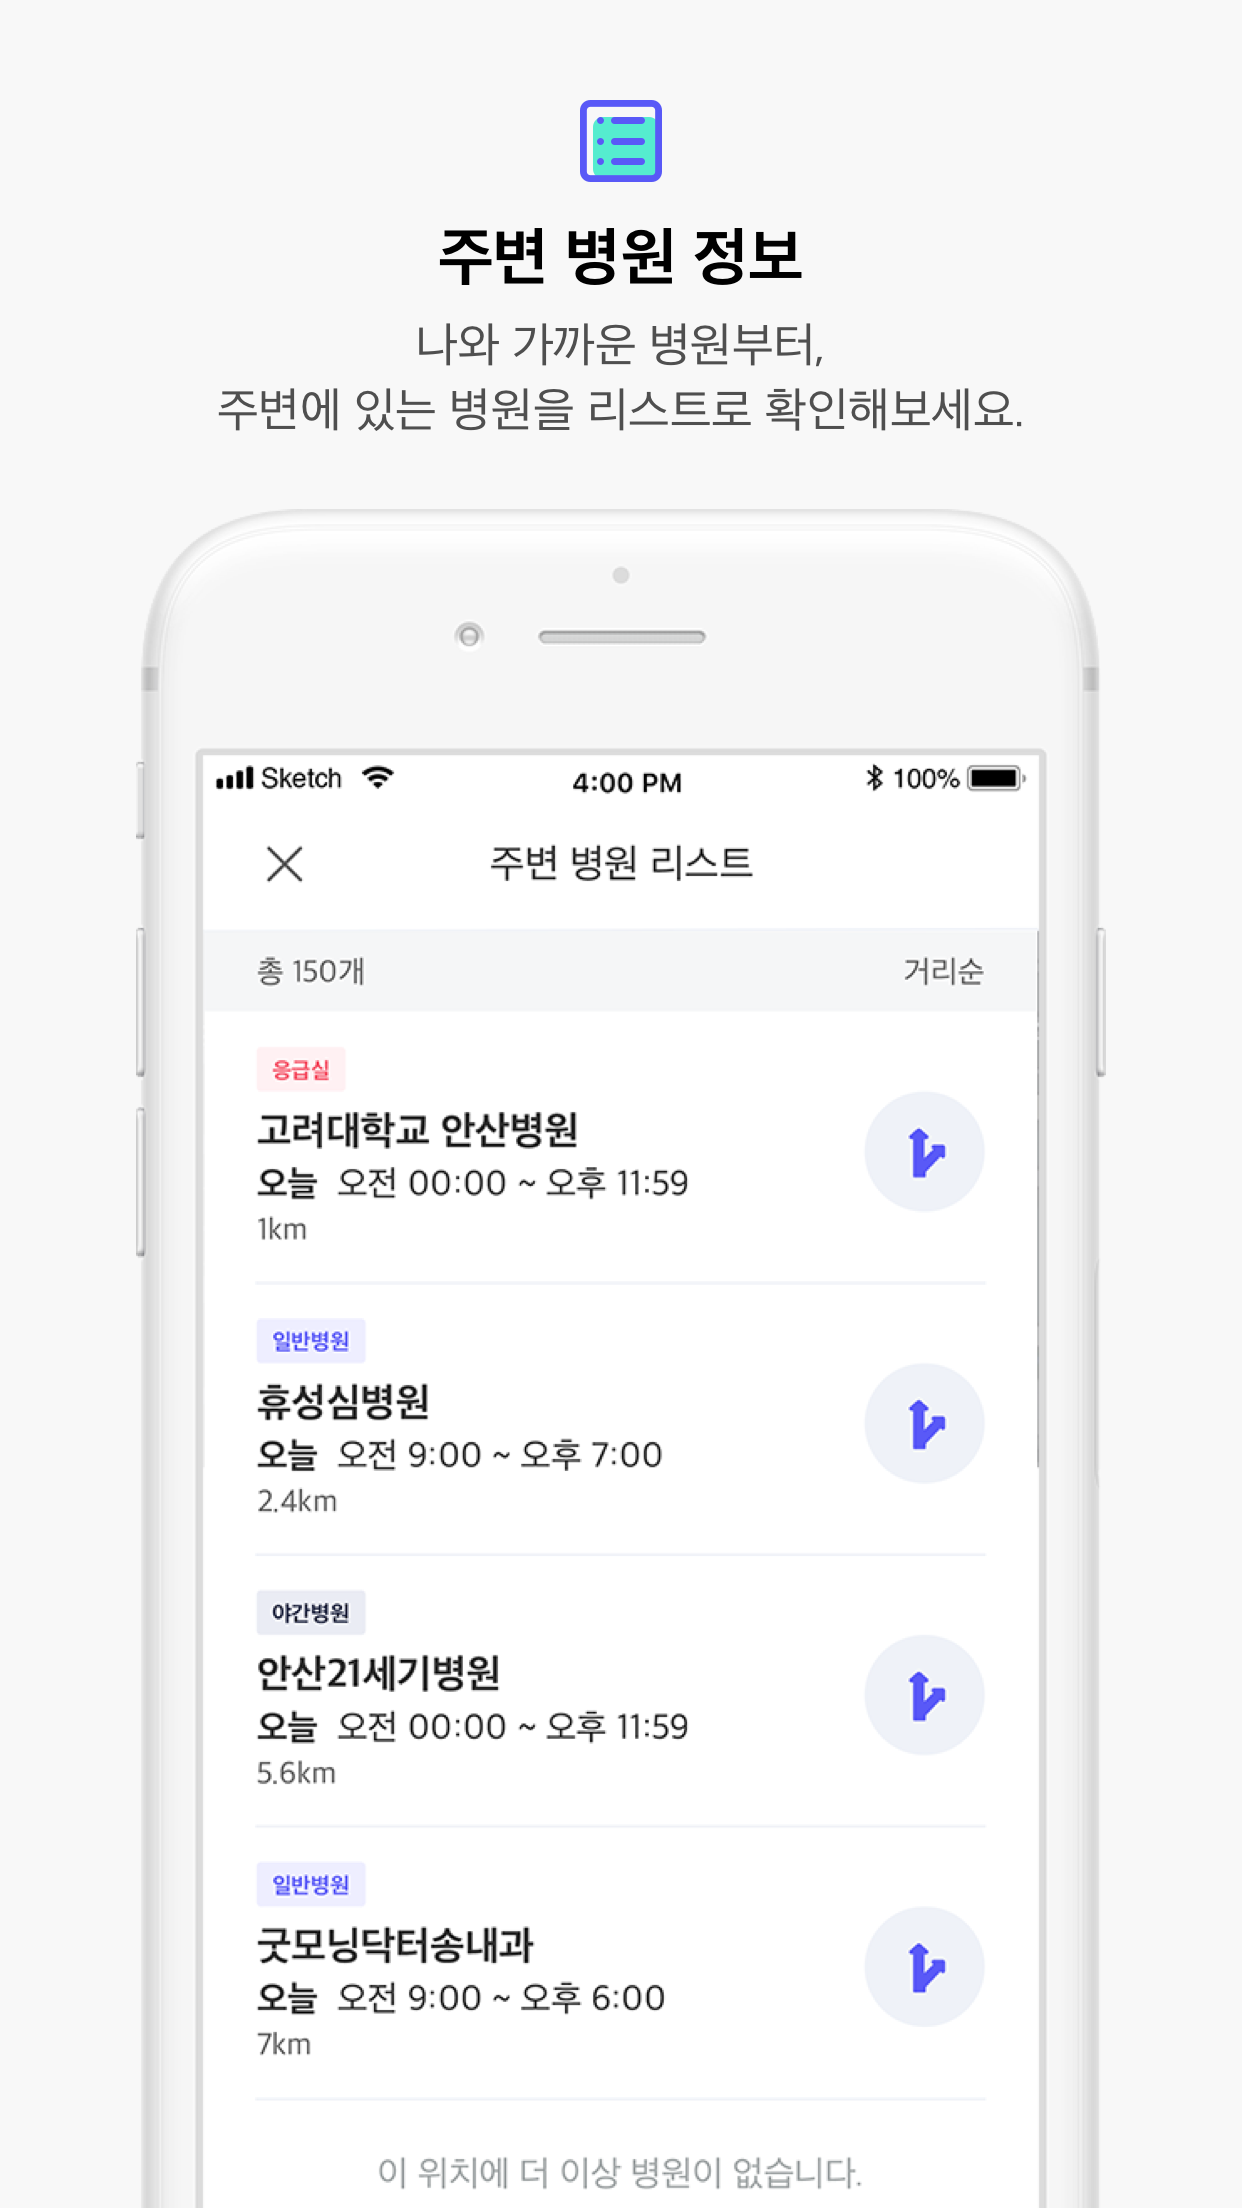 주변 병원 정보
나와 가까운 병원부터,
주변에 있는 병원을 리스트로 확인해보세요.
Sketch 4:00 PM 100%
주변 병원 리스트
총 150개 거리순
응급실
고려대학교 안산병원
오늘 오전 00:00 ~ 오후 11:59
1km
일반병원
휴성심병원
오늘 오전 9:00 ~ 오후 7:00
2.4km
야간병원
안산21세기병원
오늘 오전 00:00 ~ 오후 11:59
5.6km
일반병원
굿모닝닥터송내과
오늘 오전 9:00 ~ 오후 6:00
7km
이 위치에 더 이상 병원이 없습니다.